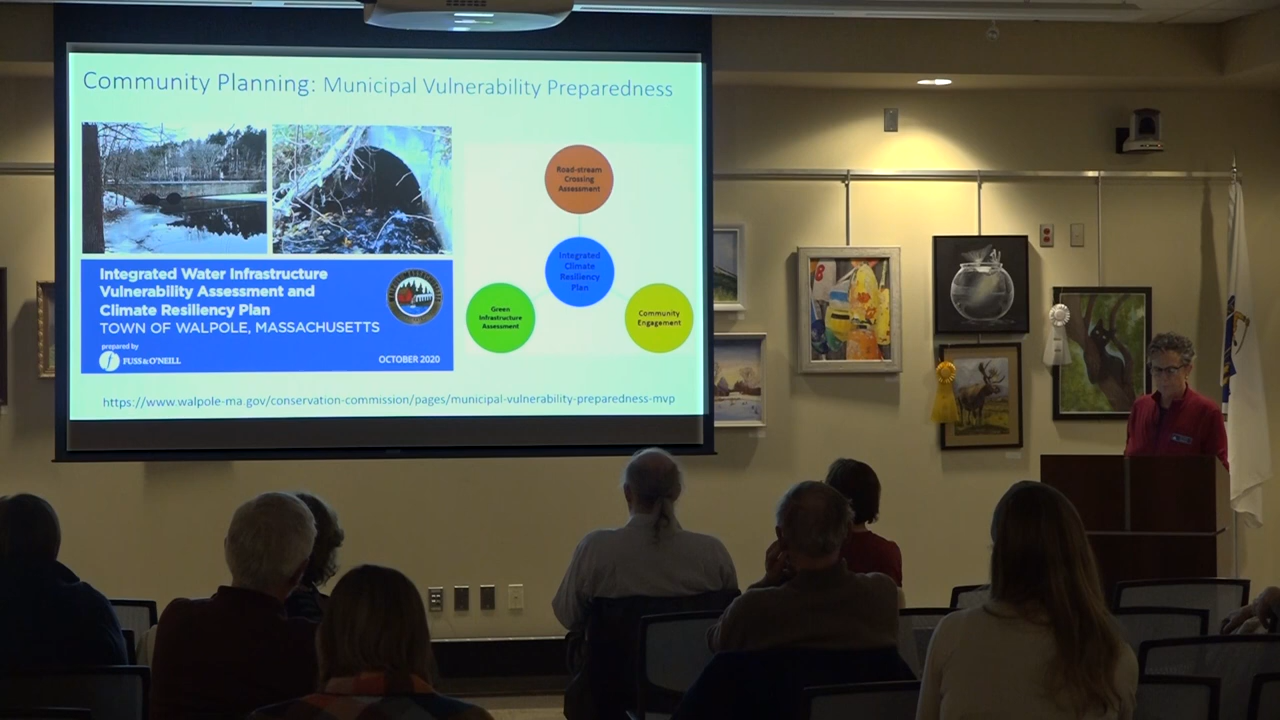 Community Planning: Municipal Vulnerability Preparedness
Road-stream
Crossing
Assessment
Integrated
Climate
Resiliency
Plan
Green
Infrastructure
Assessment
Community
Engagement
Integrated Water Infrastructure
Vulnerability Assessment and
Climate Resiliency Plan
TOWN OF WALPOLE, MASSACHUSETTS
prepared by
FUSS & O'NEILL
OCTOBER 2020
https://www.walpole-ma.gov/conservation-commission/pages/municipal-vulnerability-preparedness-mvp
8